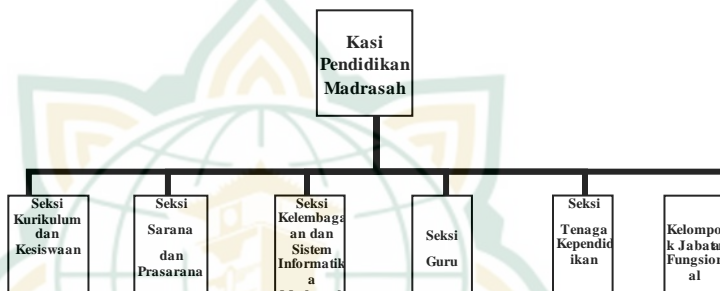 Kasi
Pendidikan
Madrasah
Seksi
Kurikulum
dan
Kesiswaan
Seksi
Sarana
dan
Prasarana
Seksi
Kelembaga
an dan
Sistem
Informatik
a
Seksi
Guru
Seksi
Tenaga
Kependid
ikan
Kelompo
k Jabatan
Fungsion
al